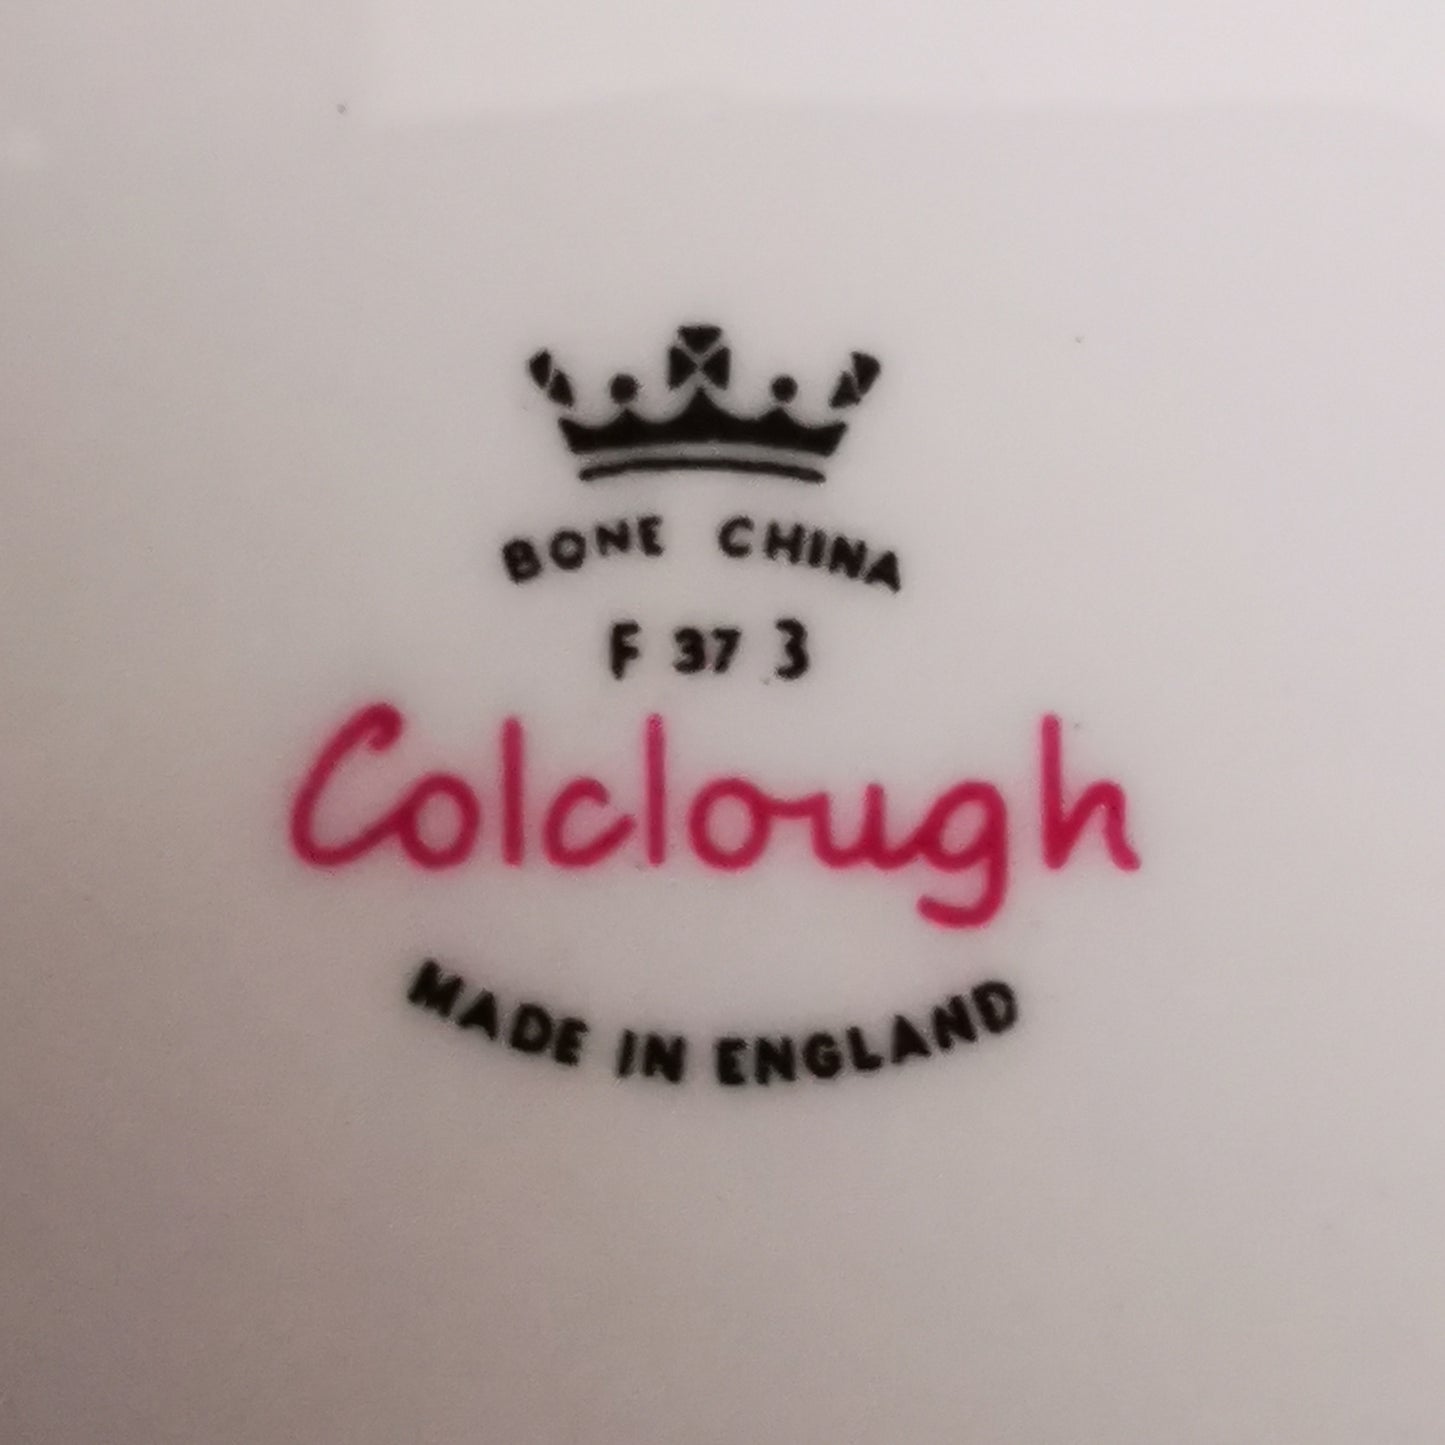 BONE CHINA
F 37 3
Colclough
MADE IN ENGLAND